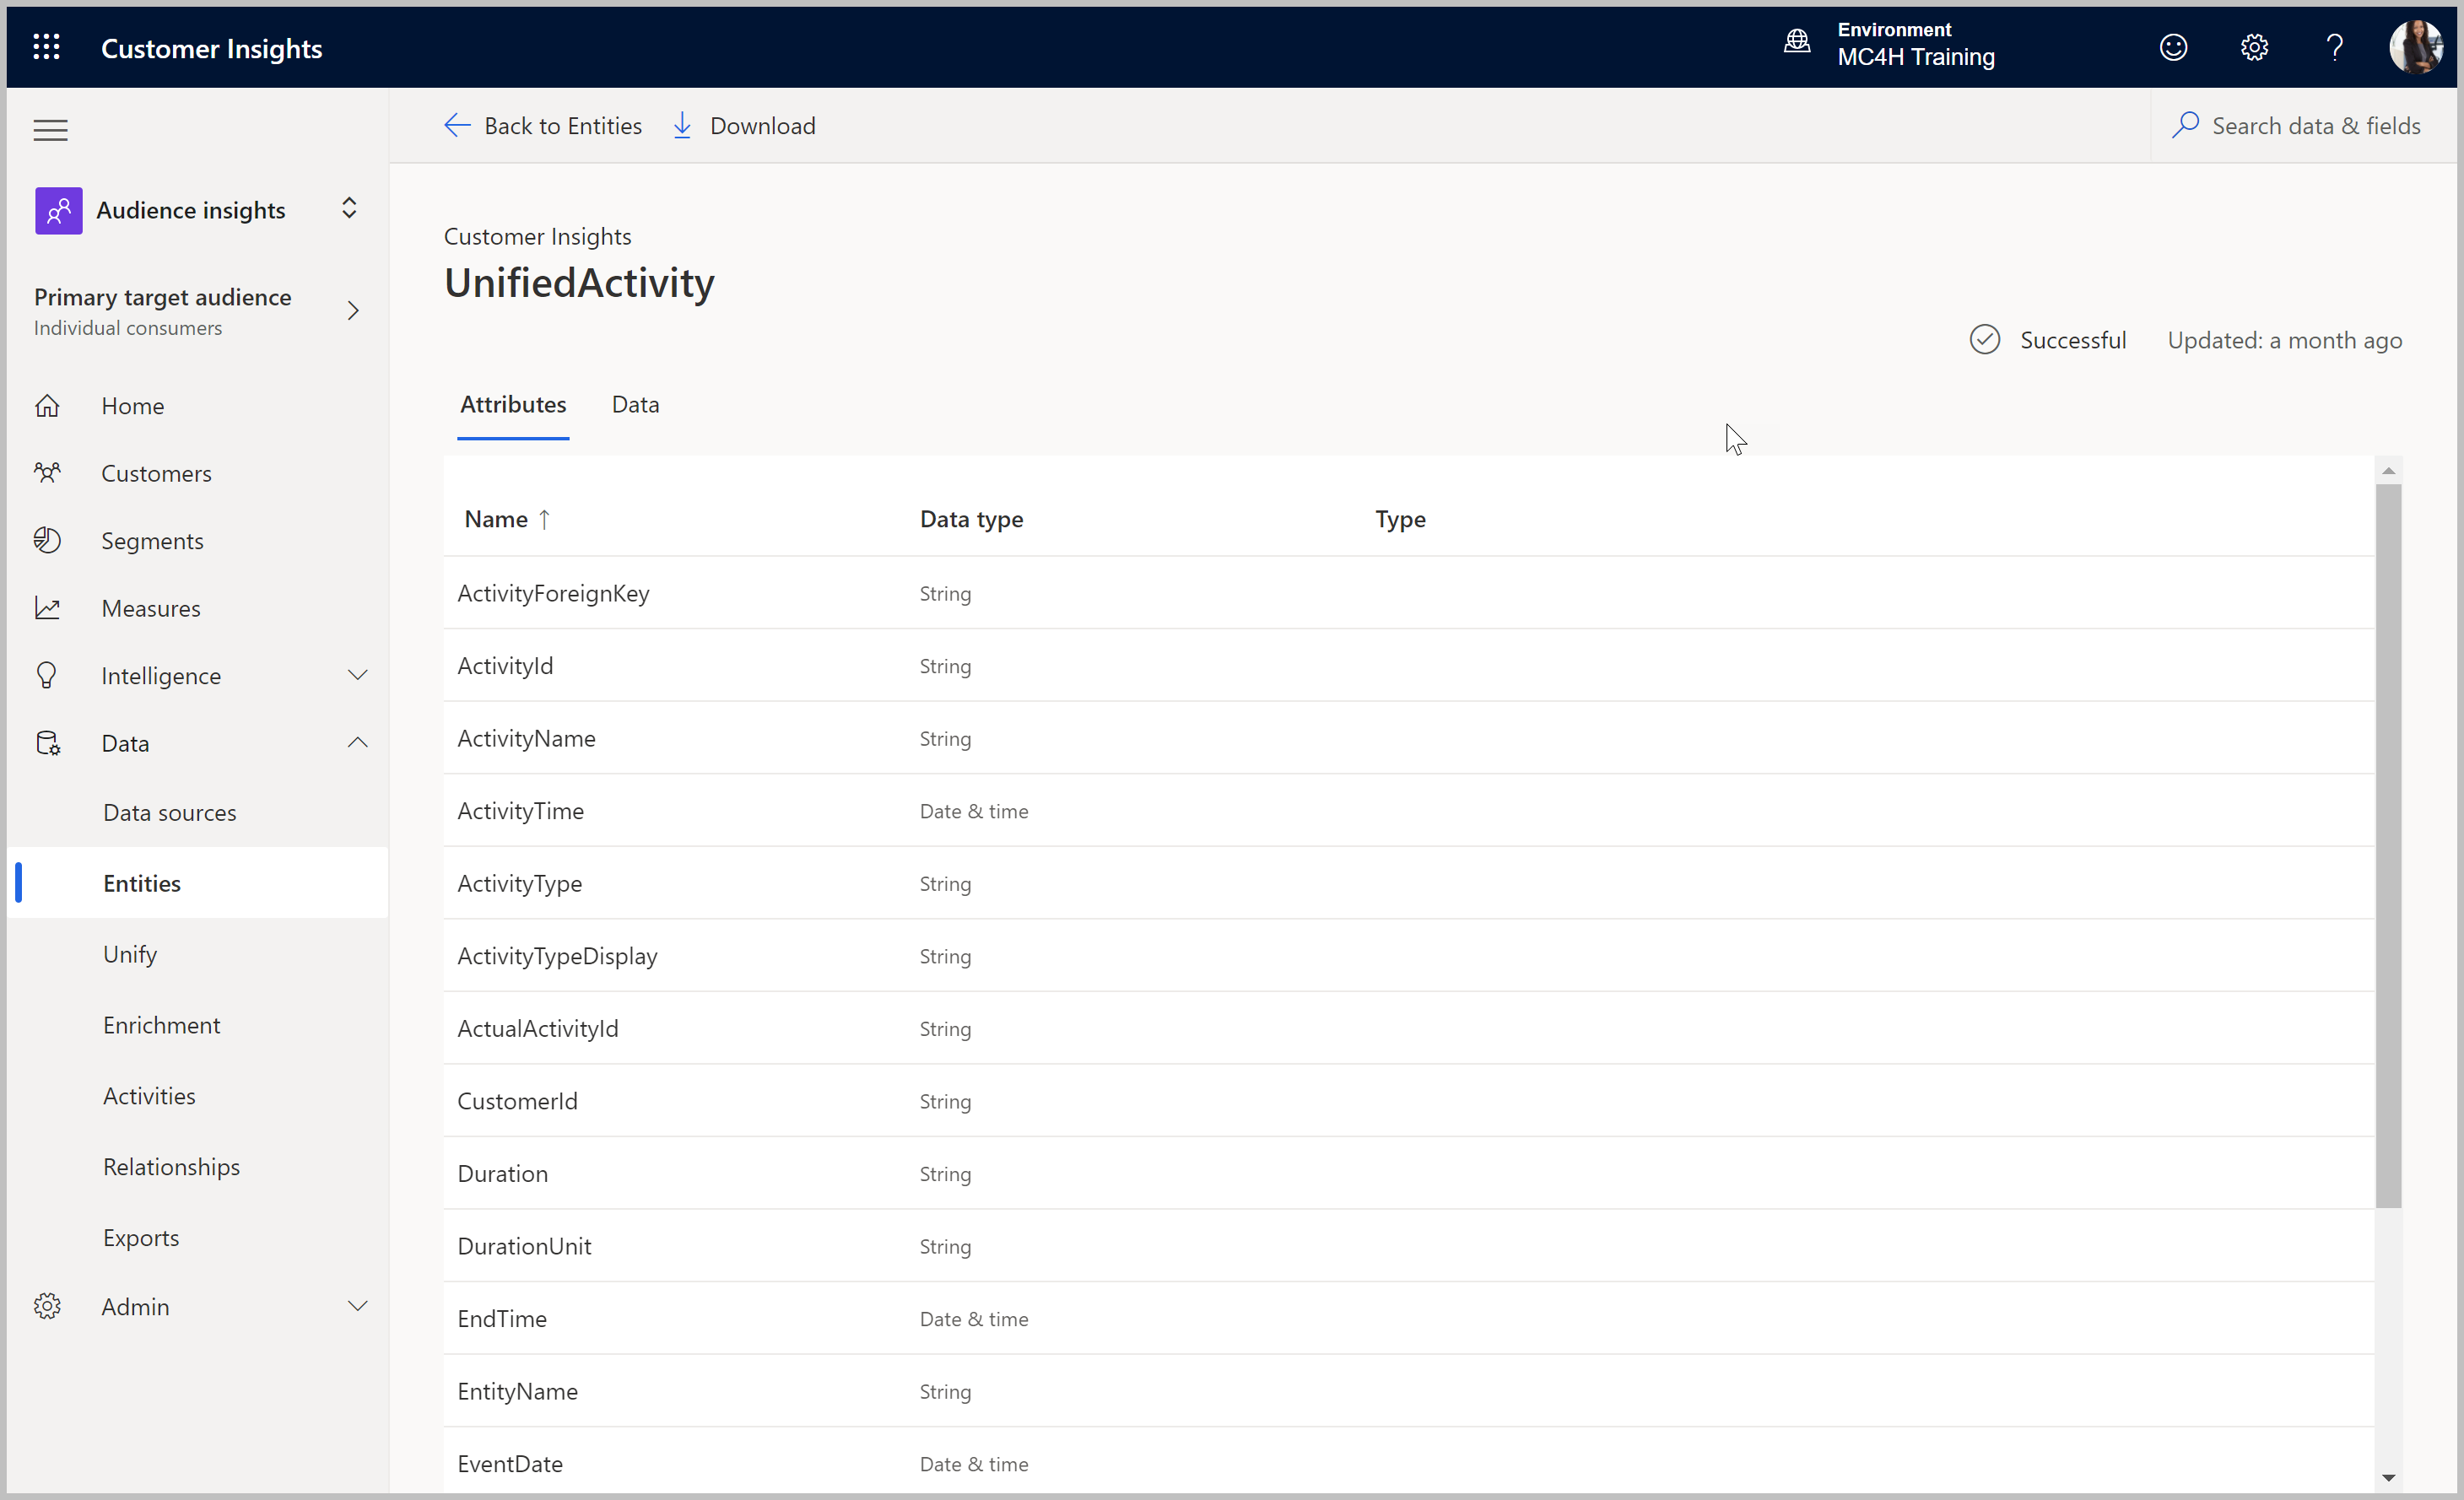 Customer Insights
Environment
MC4H Training
Back to Entities
Download
Search data & fields
Audience insights
Primary target audience
Individual consumers
Home
Customers
Segments
Measures
Intelligence
Data
Data sources
Entities
Unify
Enrichment
Activities
Relationships
Exports
Admin
Customer Insights
UnifiedActivity
Successful Updated: a month ago
Attributes Data
Name ↑ Data type Type
ActivityForeignKey String
ActivityId String
ActivityName String
ActivityTime Date & time
ActivityType String
ActivityTypeDisplay String
ActualActivityId String
CustomerId String
Duration String
DurationUnit String
EndTime Date & time
EntityName String
EventDate Date & time